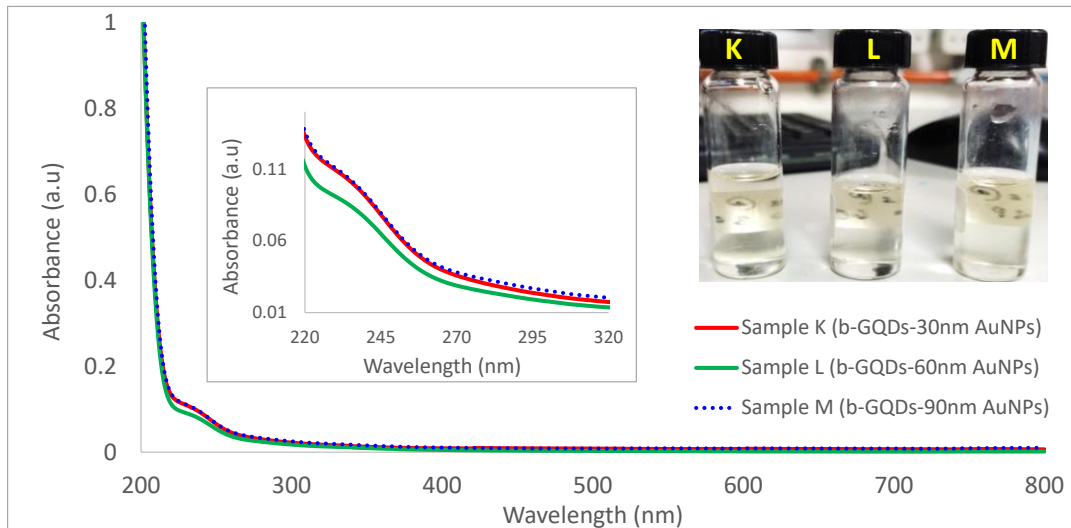 1
0.8
0.6
0.4
0.2
0
Absorbance (a.u)
200
300
400
500
600
700
800
Wavelength (nm)
0.11
0.06
0.01
Absorbance (a.u)
220
245
270
295
320
Wavelength (nm)
K
L
M
Sample K (b-GQDs-30nm AuNPs)
Sample L (b-GQDs-60nm AuNPs)
Sample M (b-GQDs-90nm AuNPs)